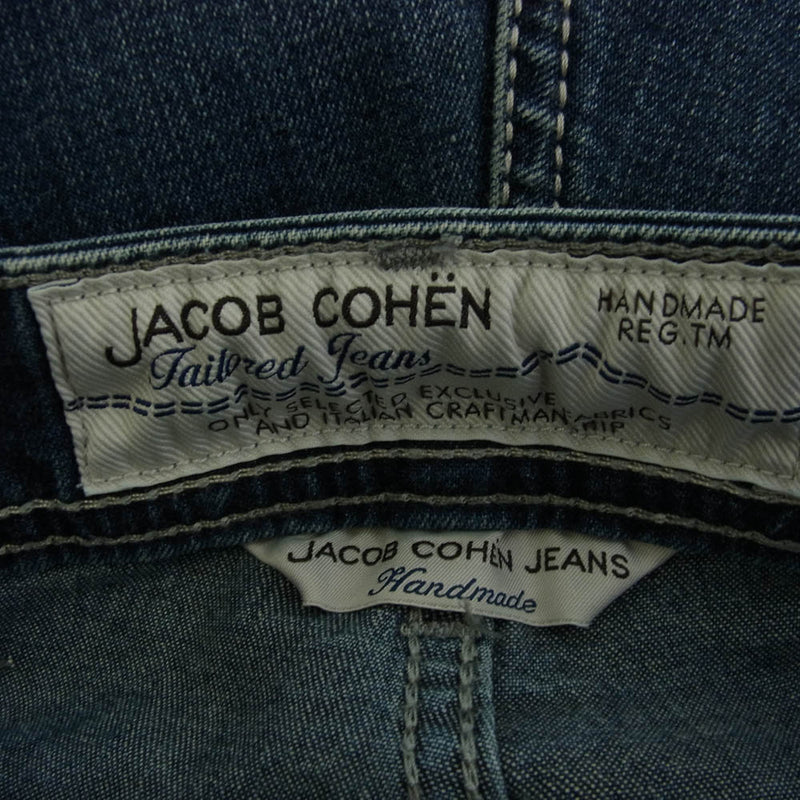 JACOB COHËN
HANDMADE
REG.TM
Tailored Jeans
ONLY SELECTED EXCLUSIVE FABRICS
AND ITALIAN CRAFTMANSHIP
JACOB COHËN JEANS
Handmade